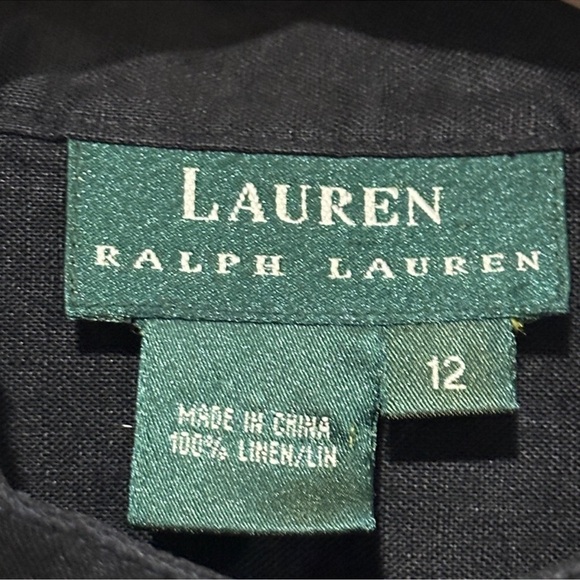 LAUREN
RALPH LAUREN
12
MADE IN CHINA
100% LINEN/LIN